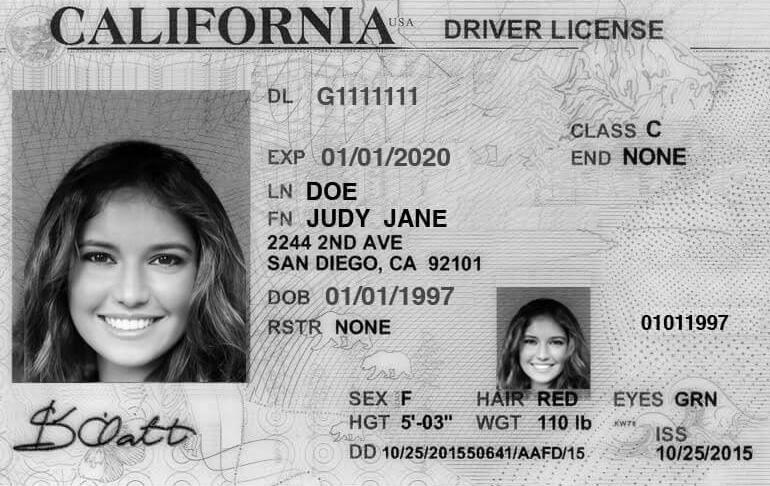 CALIFORNIA USA DRIVER LICENSE
DL G1111111
CLASS C
EXP 01/01/2020
END NONE
LN DOE
FN JUDY JANE
2244 2ND AVE
SAN DIEGO, CA 92101
DOB 01/01/1997
RSTR NONE
01011997
SEX F HAIR RED EYES GRN
HGT 5'-03" WGT 110 lb
ISS
DD 10/25/201550641/AAFD/15 10/25/2015